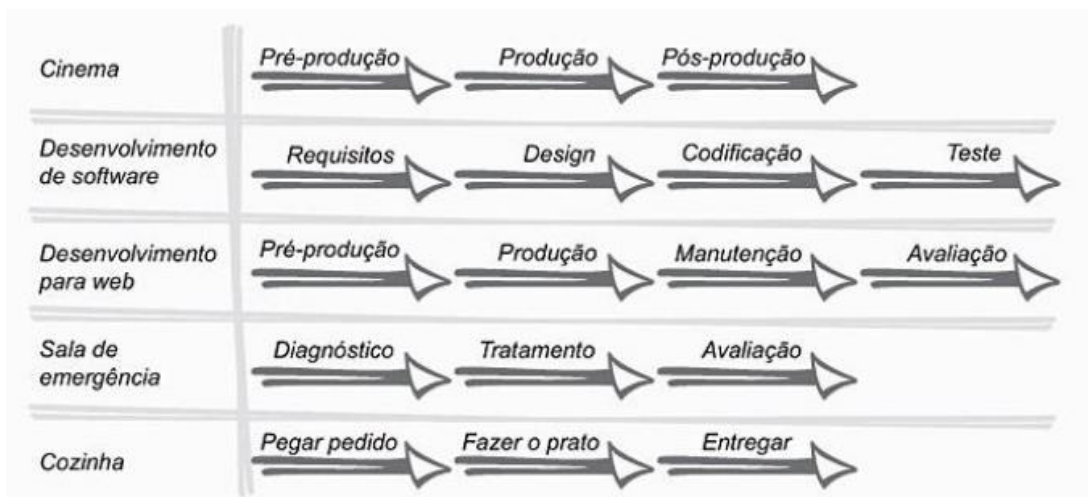 Cinema
Pré-produção
Produção
Pós-produção
Desenvolvimento
de software
Requisitos
Design
Codificação
Teste
Desenvolvimento
para web
Pré-produção
Produção
Manutenção
Avaliação
Sala de
emergência
Diagnóstico
Tratamento
Avaliação
Cozinha
Pegar pedido
Fazer o prato
Entregar